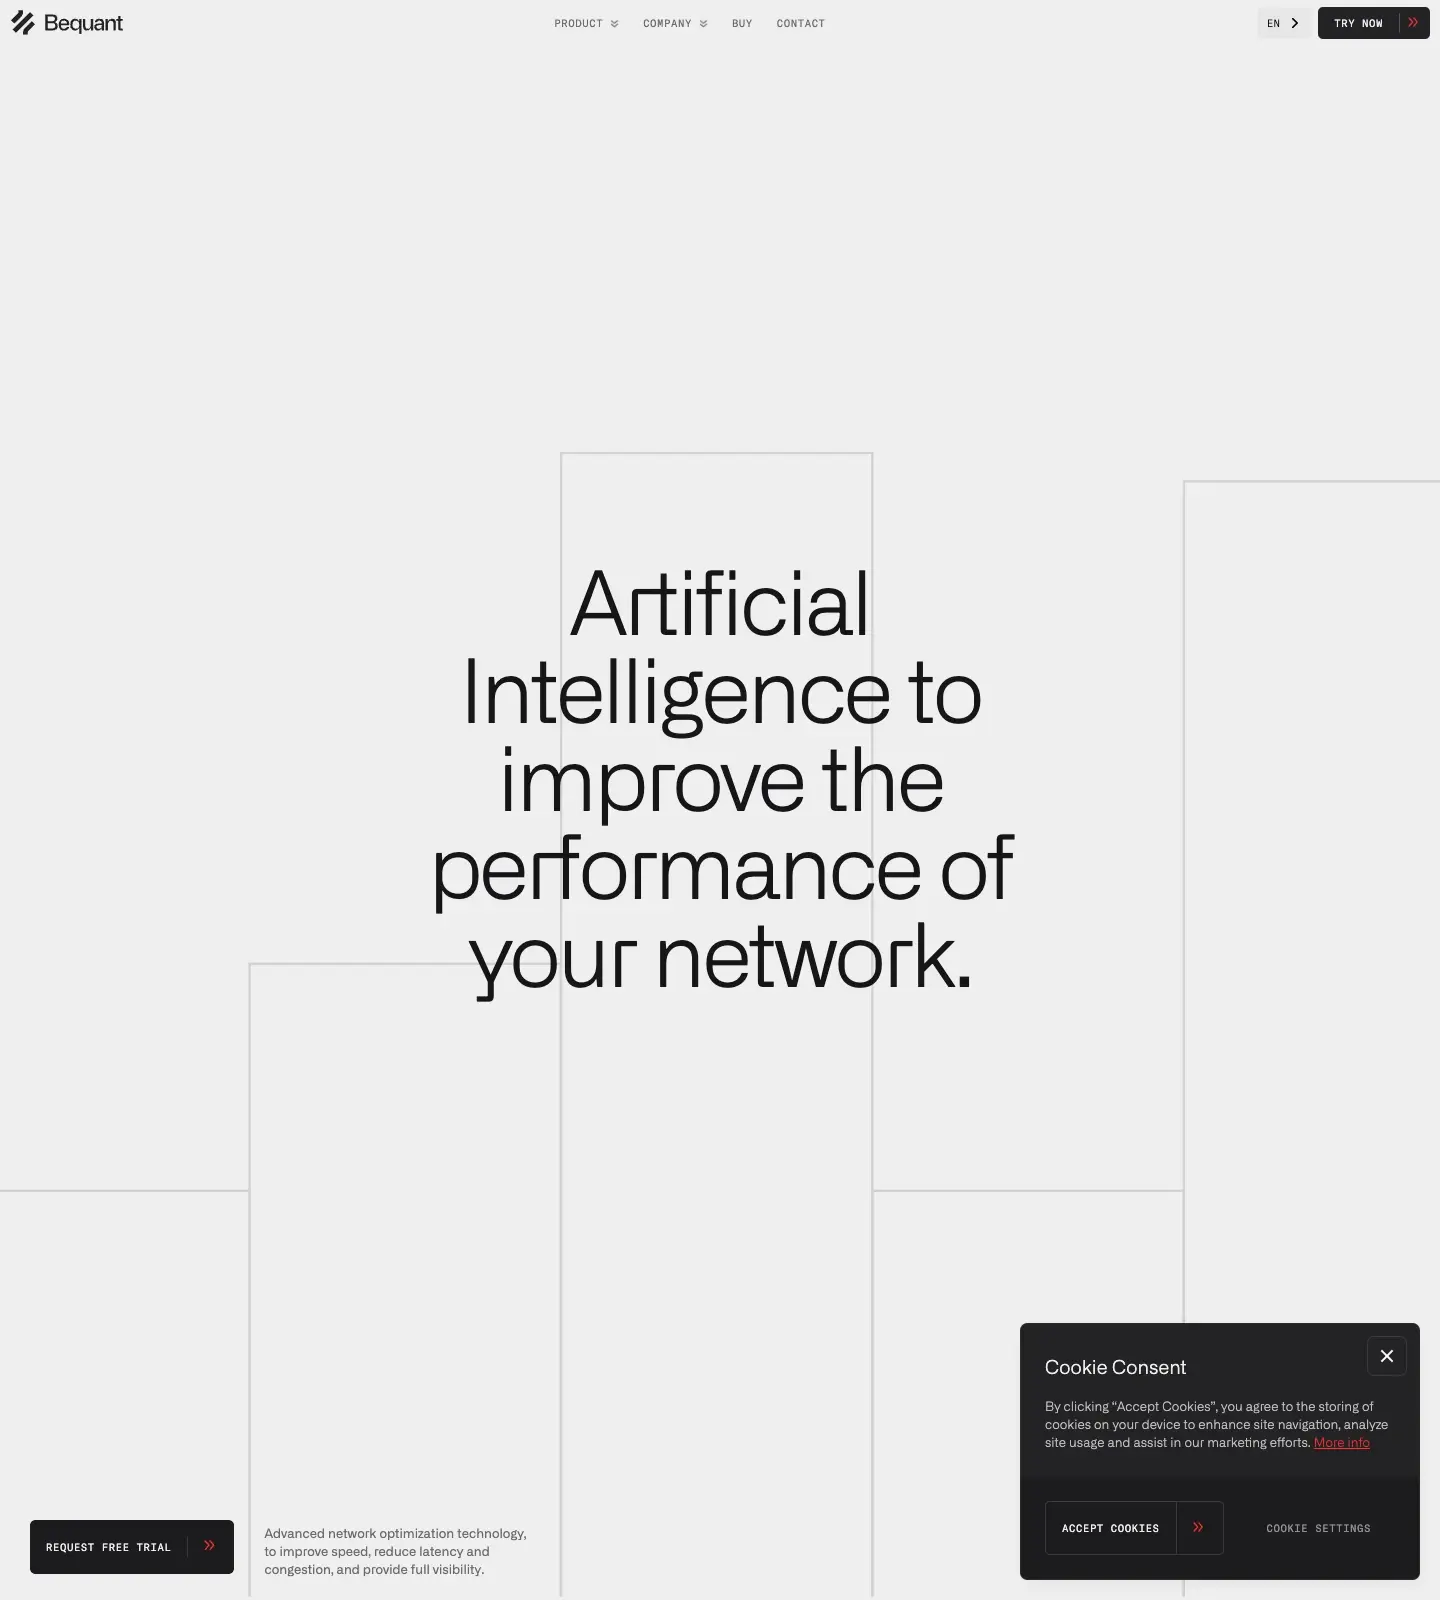 Bequant
PRODUCT
COMPANY
BUY
CONTACT
EN
TRY NOW
Artificial
Intelligence to
improve the
performance of
your network.
Cookie Consent
By clicking “Accept Cookies”, you agree to the storing of
cookies on your device to enhance site navigation, analyze
site usage and assist in our marketing efforts. More info
ACCEPT COOKIES
COOKIE SETTINGS
REQUEST FREE TRIAL
Advanced network optimization technology,
to improve speed, reduce latency and
congestion, and provide full visibility.